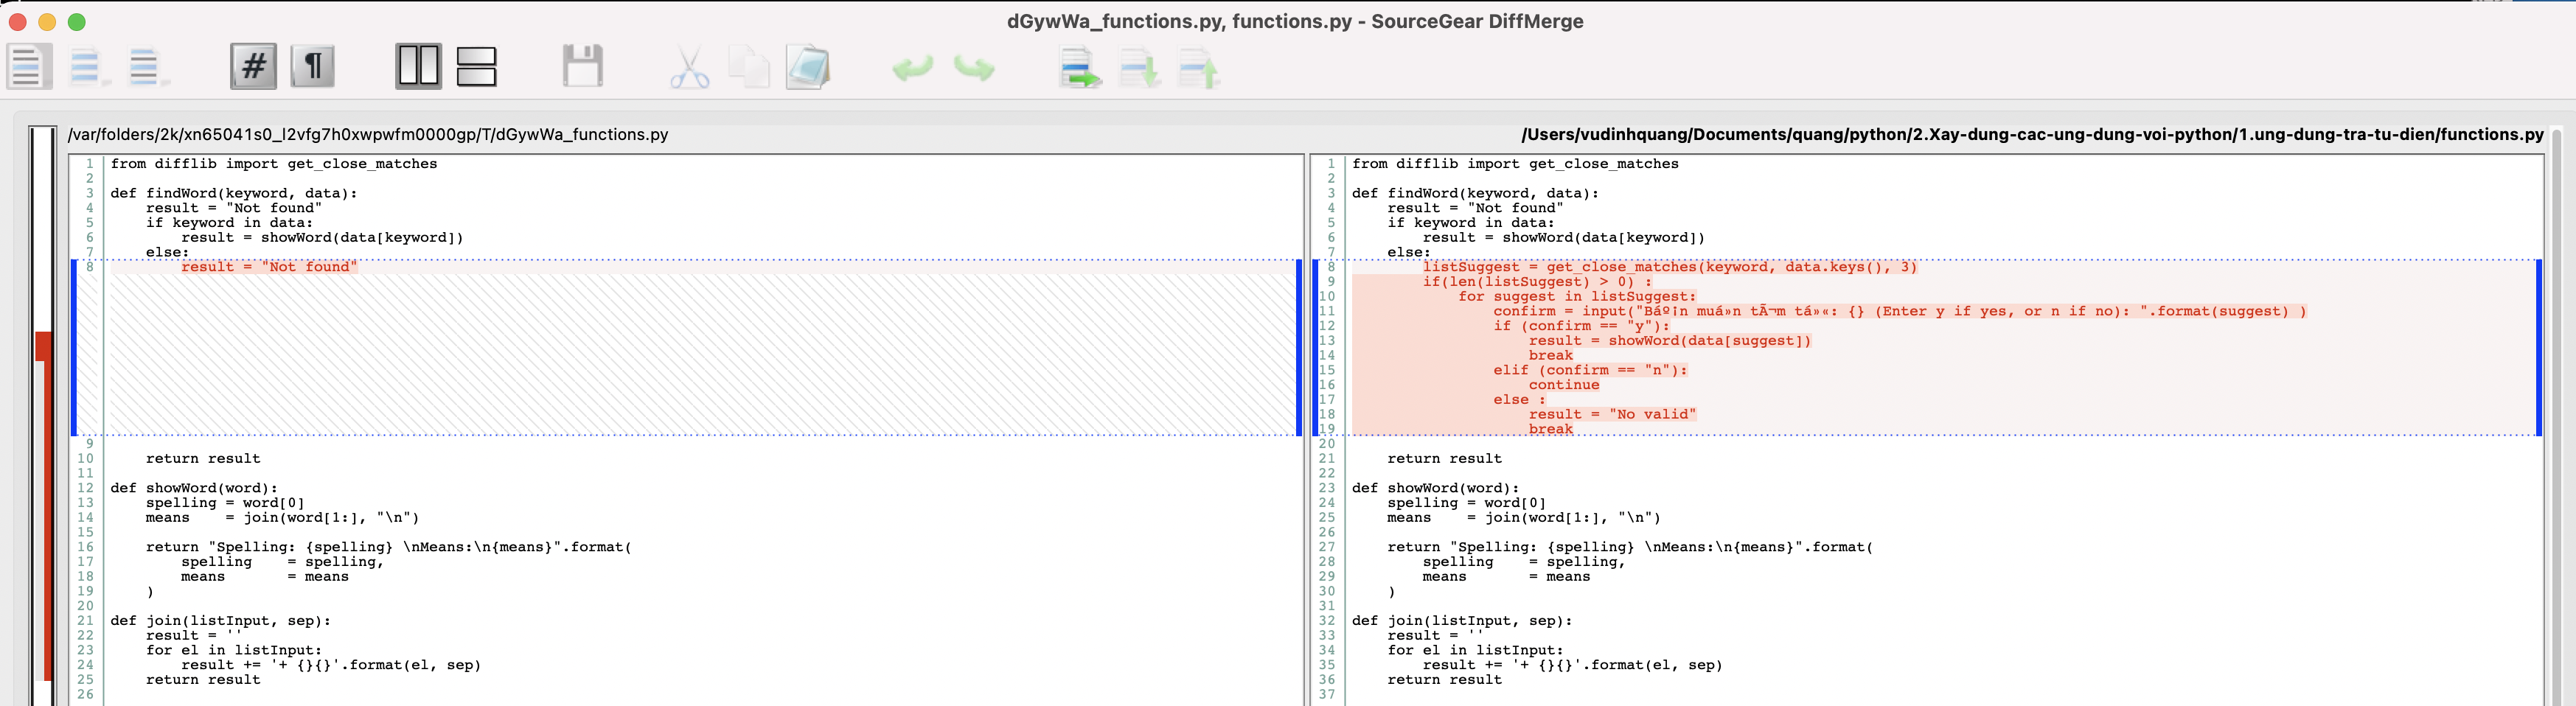 dGywWa_functions.py, functions.py - SourceGear DiffMerge
# ¶
/var/folders/2k/xn65041s0_l2vfg7h0xwpwfm0000gp/T/dGywWa_functions.py
1 from difflib import get_close_matches
2
3 def findWord(keyword, data):
4     result = "Not found"
5     if keyword in data:
6         result = showWord(data[keyword])
7     else:
8         result = "Not found"
9
10     return result
11
12 def showWord(word):
13     spelling = word[0]
14     means    = join(word[1:], "\n")
15
16     return "Spelling: {spelling} \nMeans:\n{means}".format(
17         spelling    = spelling,
18         means       = means
19     )
20
21 def join(listInput, sep):
22     result = ''
23     for el in listInput:
24         result += '+ {}{}'.format(el, sep)
25     return result
26
/Users/vudinhquang/Documents/quang/python/2.Xay-dung-cac-ung-dung-voi-python/1.ung-dung-tra-tu-dien/functions.py
1 from difflib import get_close_matches
2
3 def findWord(keyword, data):
4     result = "Not found"
5     if keyword in data:
6         result = showWord(data[keyword])
7     else:
8         listSuggest = get_close_matches(keyword, data.keys(), 3)
9         if(len(listSuggest) > 0) :
10             for suggest in listSuggest:
11                 confirm = input("Báº¡n muá»n tÃ¬m tá»«: {} (Enter y if yes, or n if no): ".format(suggest) )
12                 if (confirm == "y"):
13                     result = showWord(data[suggest])
14                     break
15                 elif (confirm == "n"):
16                     continue
17                 else :
18                     result = "No valid"
19                     break
20
21     return result
22
23 def showWord(word):
24     spelling = word[0]
25     means    = join(word[1:], "\n")
26
27     return "Spelling: {spelling} \nMeans:\n{means}".format(
28         spelling    = spelling,
29         means       = means
30     )
31
32 def join(listInput, sep):
33     result = ''
34     for el in listInput:
35         result += '+ {}{}'.format(el, sep)
36     return result
37